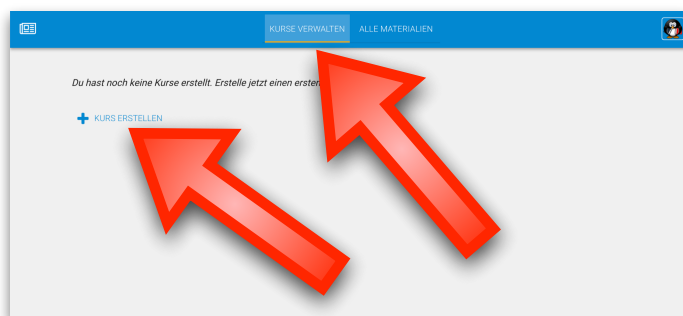 KURSE VERWALTEN ALLE MATERIALIEN
Du hast noch keine Kurse erstellt. Erstelle jetzt einen ersten
KURS ERSTELLEN